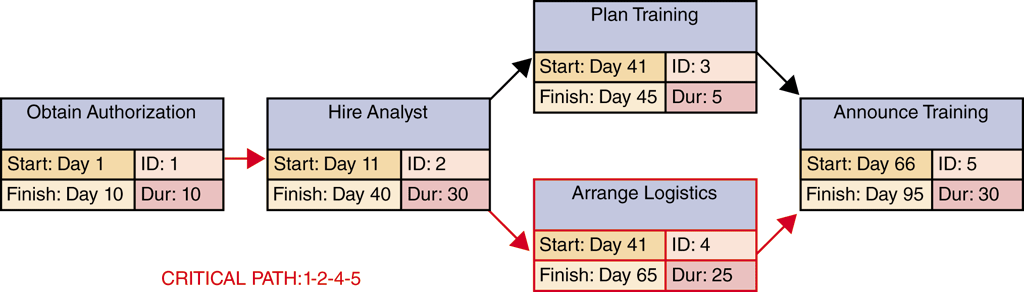 Obtain Authorization
Start: Day 1 ID: 1
Finish: Day 10 Dur: 10
Hire Analyst
Start: Day 11 ID: 2
Finish: Day 40 Dur: 30
Plan Training
Start: Day 41 ID: 3
Finish: Day 45 Dur: 5
Arrange Logistics
Start: Day 41 ID: 4
Finish: Day 65 Dur: 25
Announce Training
Start: Day 66 ID: 5
Finish: Day 95 Dur: 30
CRITICAL PATH:1-2-4-5